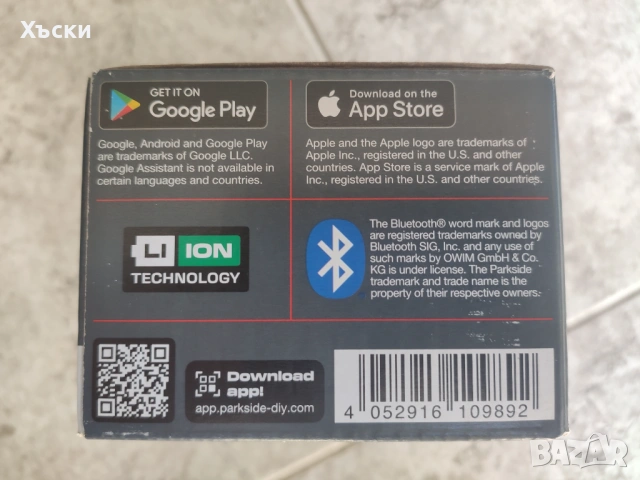 Хъски
GET IT ON
Google Play
Download on the
App Store
Google, Android and Google Play
are trademarks of Google LLC.
Google Assistant is not available in
certain languages and countries.
Apple and the Apple logo are trademarks of
Apple Inc., registered in the U.S. and other
countries. App Store is a service mark of Apple
Inc., registered in the U.S. and other countries.
LI ION
TECHNOLOGY
The Bluetooth® word mark and logos
are registered trademarks owned by
Bluetooth SIG, Inc. and any use of
such marks by OWIM GmbH & Co.
KG is under license. The Parkside
trademark and trade name is the
property of their respective owners.
Download
app!
app.parkside-diy.com
4 052916 109892
BAZAR